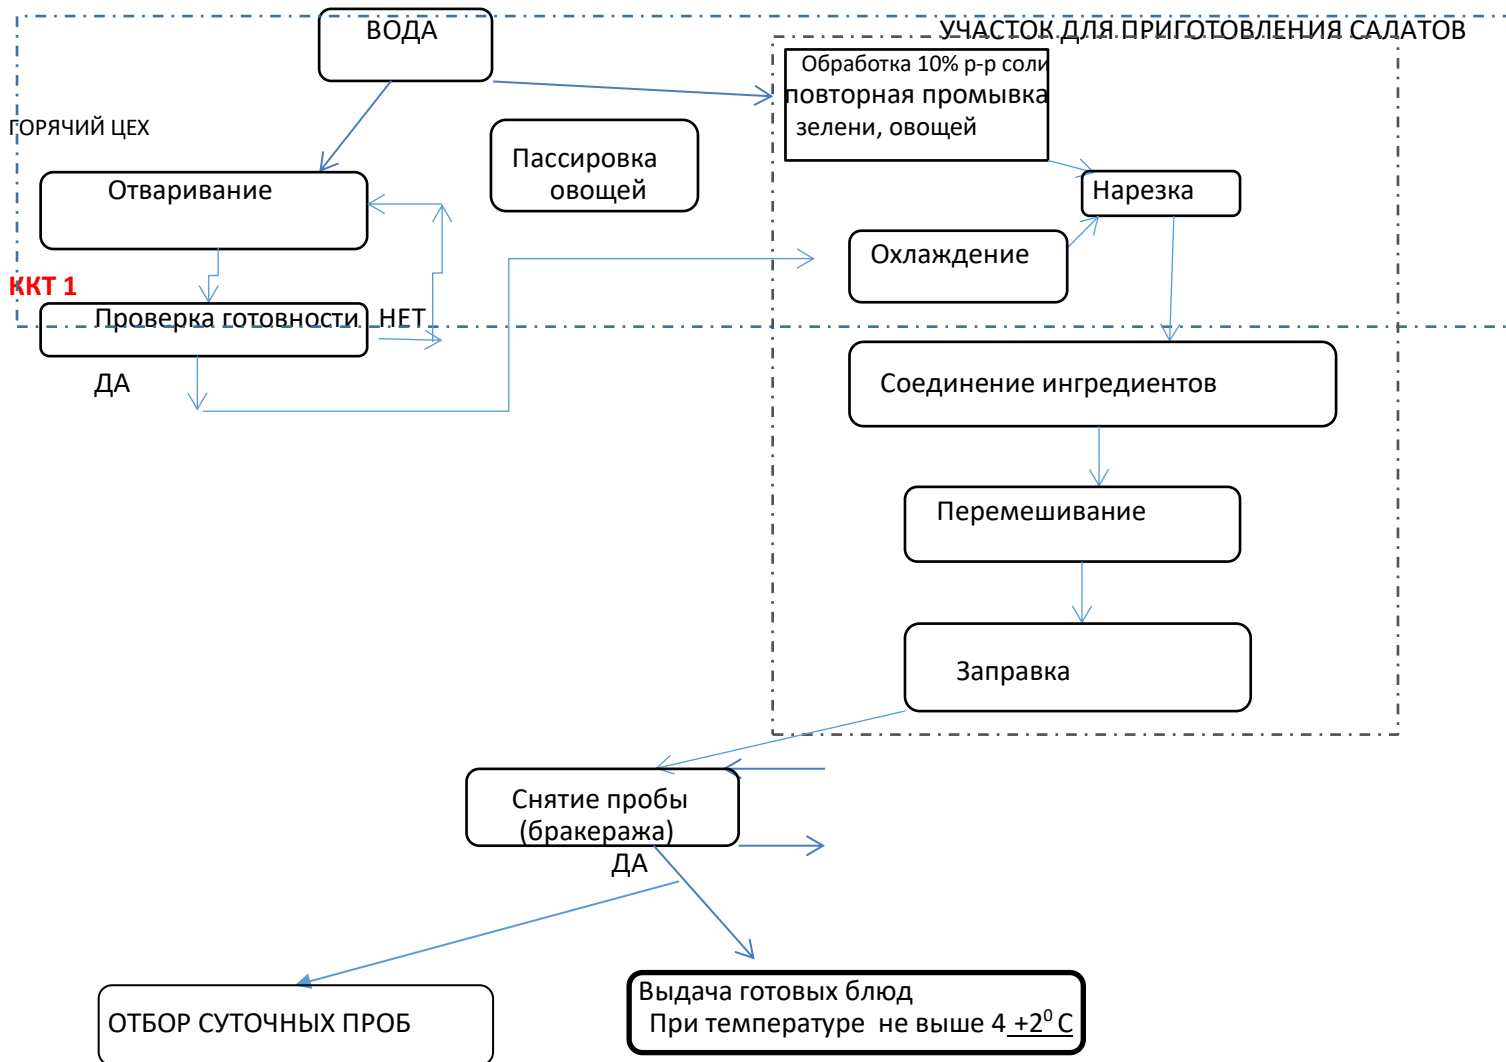 ВОДА
УЧАСТОК ДЛЯ ПРИГОТОВЛЕНИЯ САЛАТОВ
Обработка 10% р-р соли
повторная промывка
зелени, овощей
ГОРЯЧИЙ ЦЕХ
Пассировка
овощей
Отваривание
Нарезка
Охлаждение
ККТ 1
Проверка готовности
НЕТ
ДА
Соединение ингредиентов
Перемешивание
Заправка
Снятие пробы
(бракеража)
ДА
ОТБОР СУТОЧНЫХ ПРОБ
Выдача готовых блюд
При температуре не выше 4 +2⁰ С